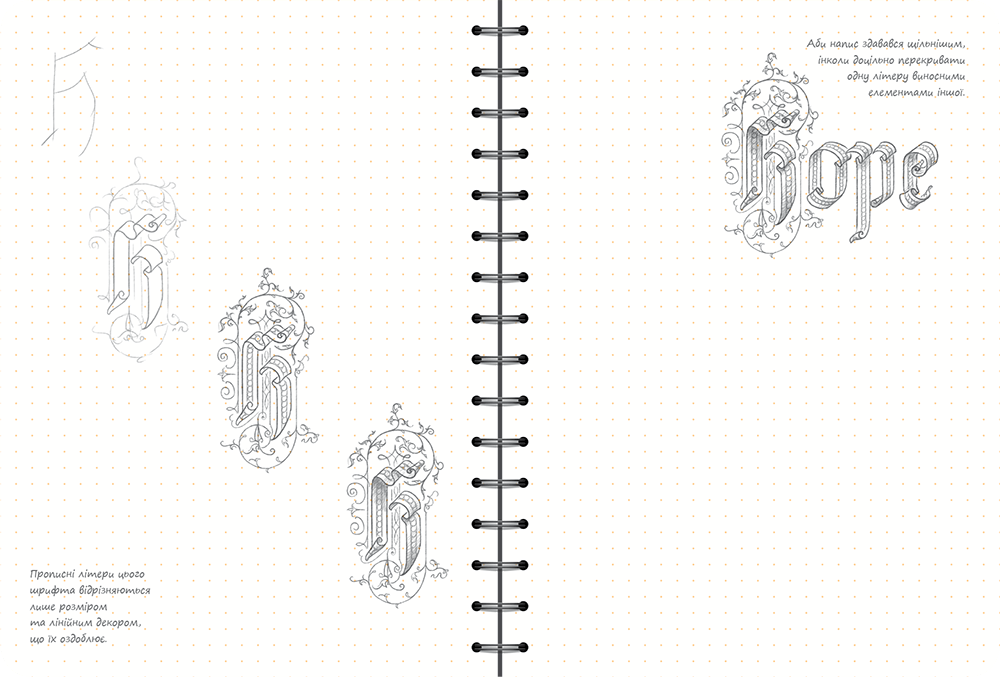 Прописні літери цього
шрифта відрізняються
лише розміром
та лінійним декором,
що їх оздоблює.
Аби напис здавався щільнішим,
інколи доцільно перекривати
одну літеру виносними
елементами іншої.
hope